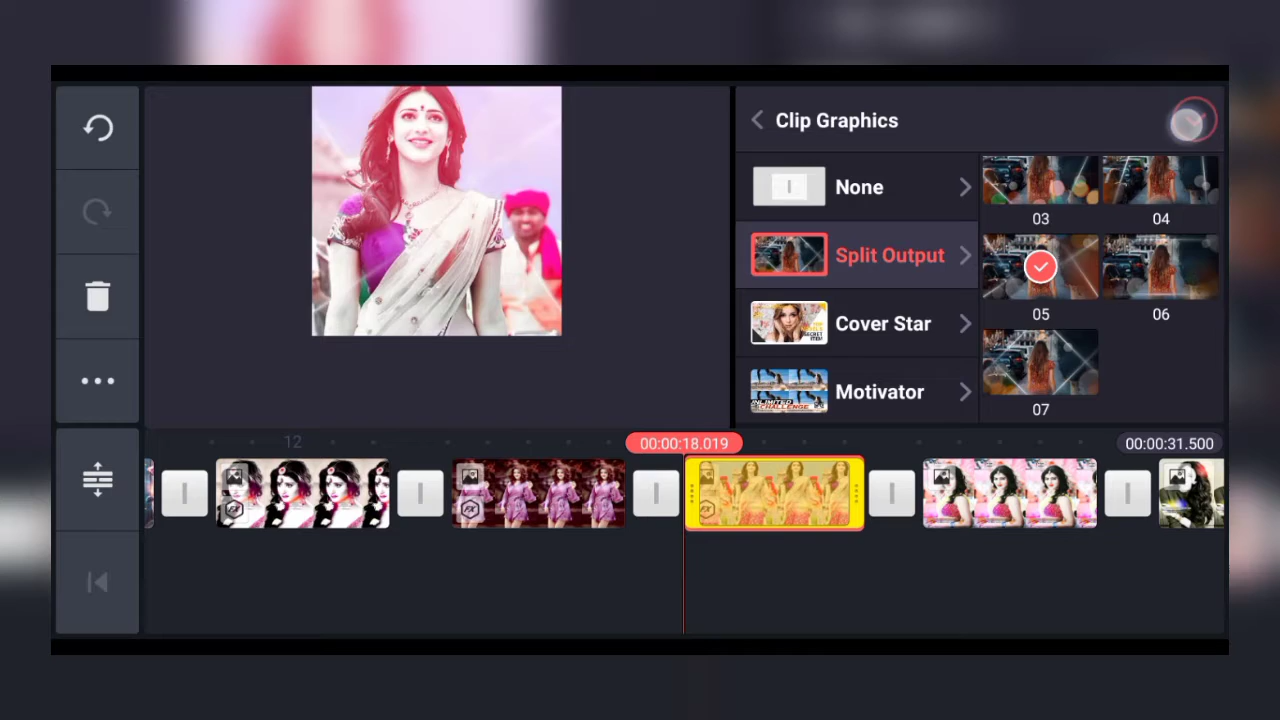 Clip Graphics
None
Split Output
Cover Star
Motivator
03
04
05
06
07
12
00:00:18.019
00:00:31.500